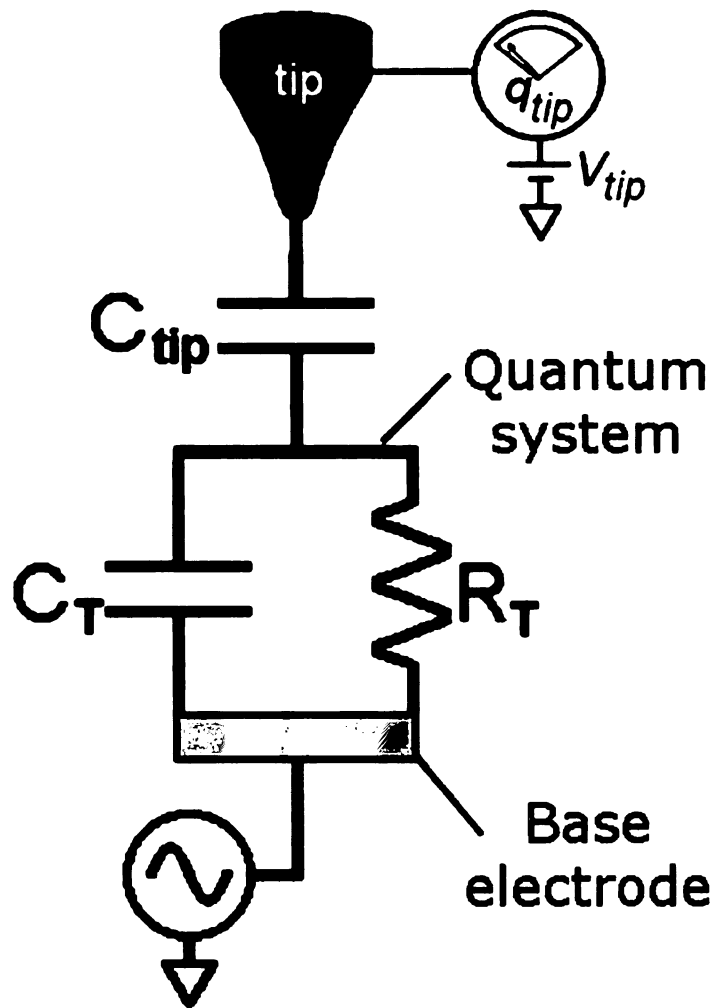 tip
q_tip
V_tip
C_tip
Quantum
system
C_T
R_T
Base
electrode